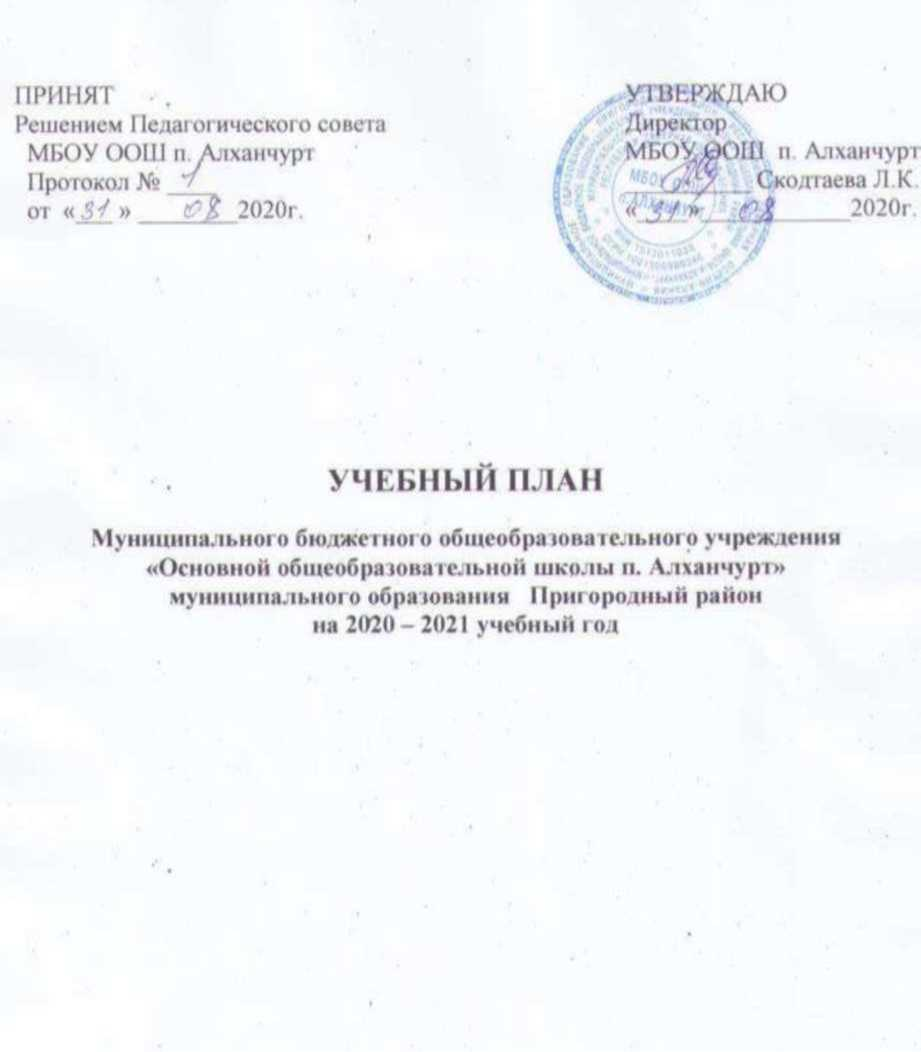 ПРИНЯТ
Решением Педагогического совета
МБОУ ООШ п. Алханчурт
Протокол № 1
от «31» 08 2020г.
УТВЕРЖДАЮ
Директор
МБОУ ООШ п. Алханчурт
Скодтаева Л.К.
«31» 08 2020г.
УЧЕБНЫЙ ПЛАН
Муниципального бюджетного общеобразовательного учреждения
«Основной общеобразовательной школы п. Алханчурт»
муниципального образования Пригородный район
на 2020 – 2021 учебный год